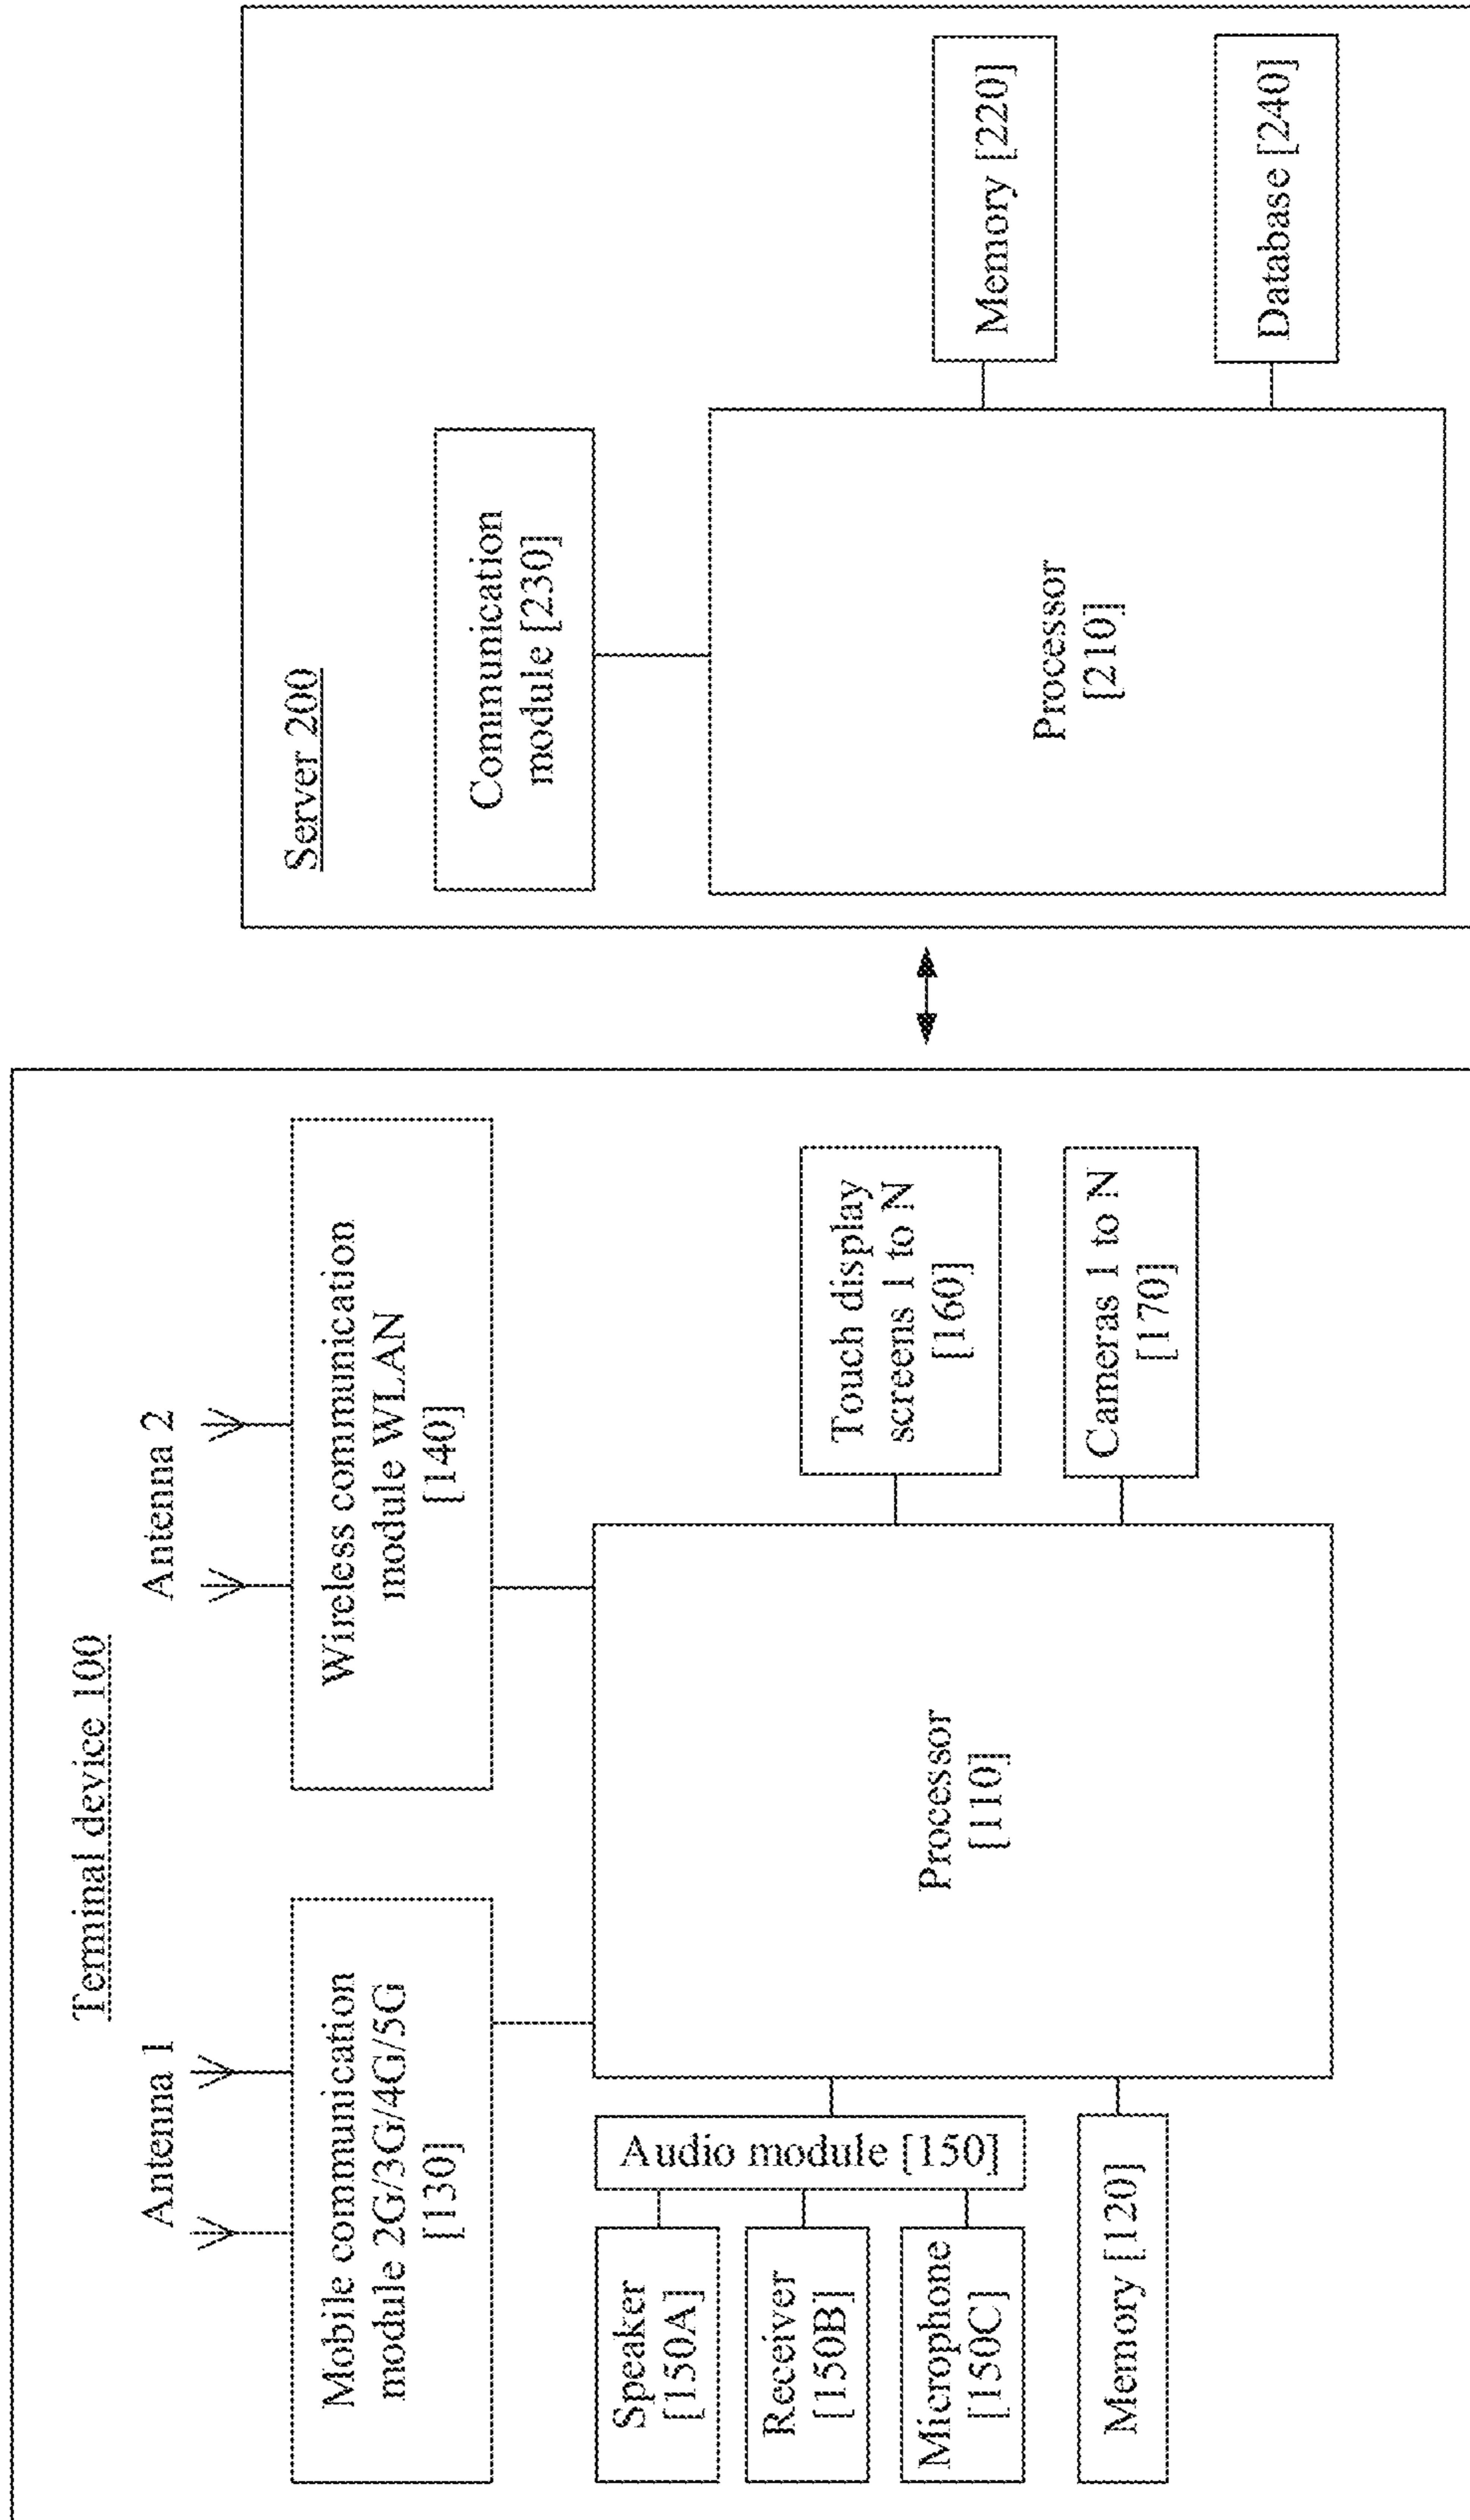 Terminal device 100
Antenna 1
Antenna 2
Mobile communication
module 2G/3G/4G/5G
[130]
Wireless communication
module WLAN
[140]
Speaker
[150A]
Receiver
[150B]
Microphone
[150C]
Audio module [150]
Memory [120]
Processor
[110]
Touch display
screens 1 to N
[160]
Cameras 1 to N
[170]
Server 200
Communication
module [230]
Processor
[210]
Memory [220]
Database [240]